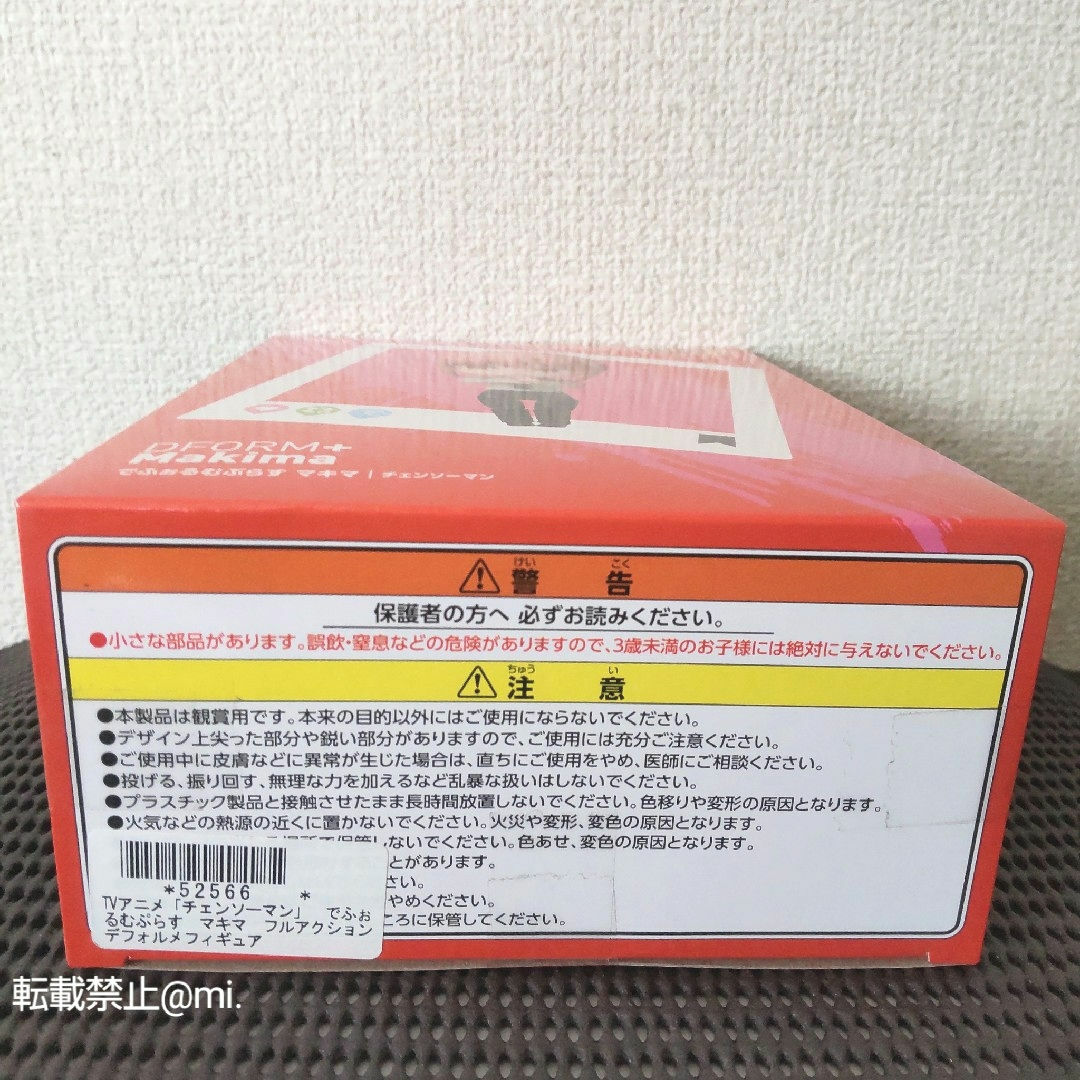 DFORM+
Makima
でふぉるむぷらす マキマ | チェンソーマン
けい こく
警 告
保護者の方へ 必ずお読みください。
●小さな部品があります。誤飲・窒息などの危険がありますので、3歳未満のお子様には絶対に与えないでください。
ちゅう い
注 意
●本製品は観賞用です。本来の目的以外にはご使用にならないでください。
●デザイン上尖った部分や鋭い部分がありますので、ご使用には充分ご注意ください。
●ご使用中に皮膚などに異常が生じた場合は、直ちにご使用をやめ、医師にご相談ください。
●投げる、振り回す、無理な力を加えるなど乱暴な扱いはしないでください。
●プラスチック製品と接触させたまま長時間放置しないでください。色移りや変形の原因となります。
●火気などの熱源の近くに置かないでください。火災や変形、変色の原因となります。
で保管しないでください。色あせ、変色の原因となります。
とがあります。
さい。
やめください。
ころに保管してください。
*52566 *
TVアニメ「チェンソーマン」 でふぉ
るむぷらす マキマ フルアクション
デフォルメフィギュア
転載禁止@mi.